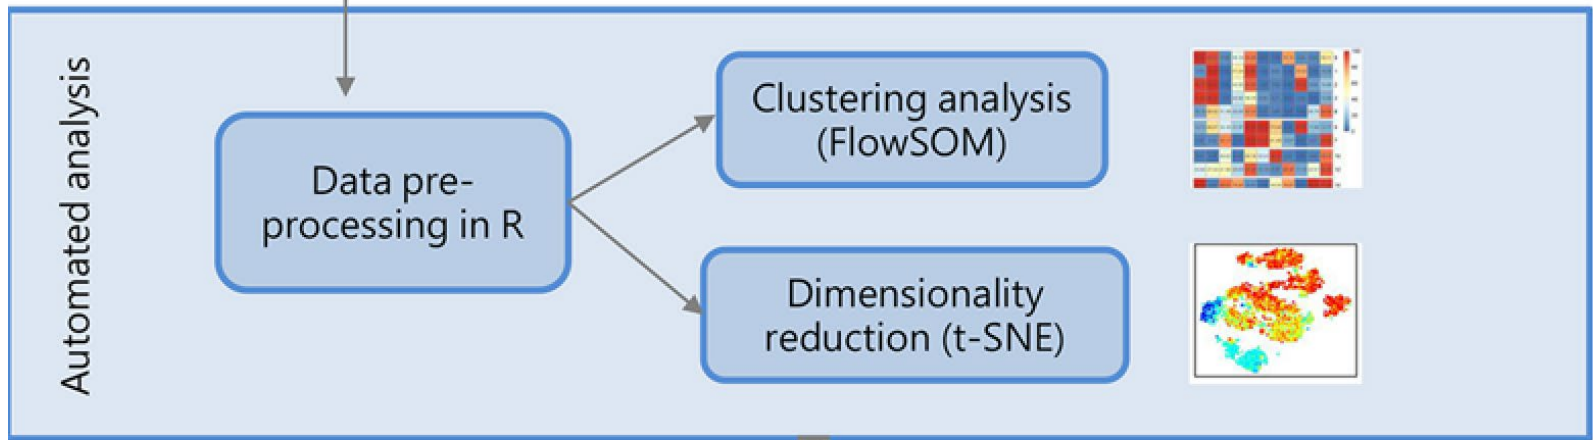 Automated analysis
Data pre-
processing in R
Clustering analysis
(FlowSOM)
Dimensionality
reduction (t-SNE)